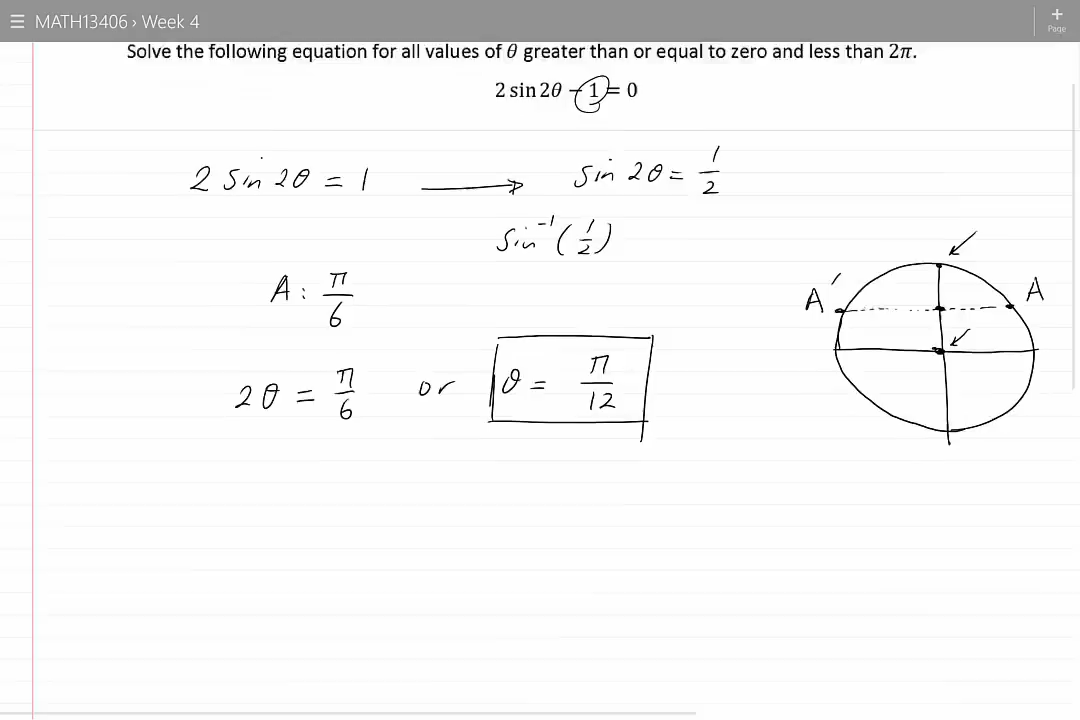 ☰ MATH13406 › Week 4
+ Page
Solve the following equation for all values of θ greater than or equal to zero and less than 2π.
2 sin 2θ − 1 = 0
2 sin 2θ = 1 ⟶ sin 2θ = 1/2
sin⁻¹(1/2)
A : π/6
A′ A
2θ = π/6 or θ = π/12